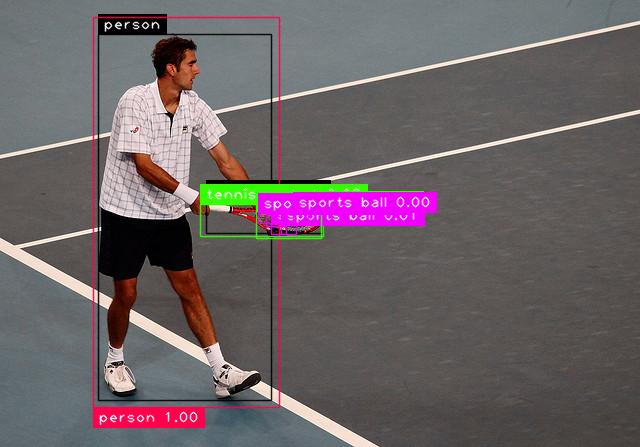 person
tennis
spo sports ball 0.00
sports ball 0.01
person 1.00